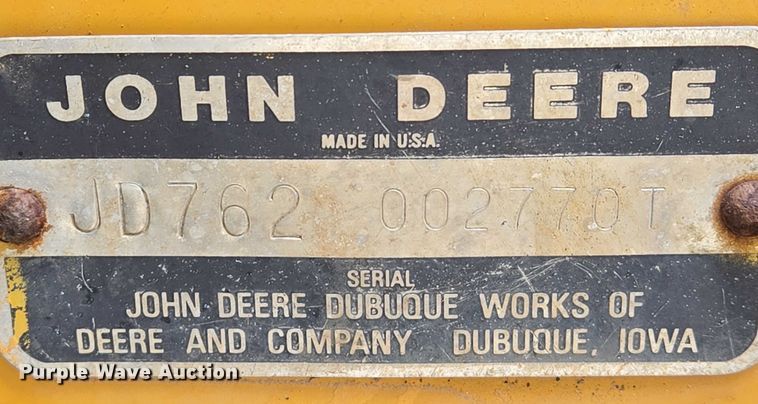 JOHN DEERE
MADE IN U.S.A.
JD762 002770T
SERIAL
JOHN DEERE DUBUQUE WORKS OF
DEERE AND COMPANY DUBUQUE, IOWA
Purple Wave Auction